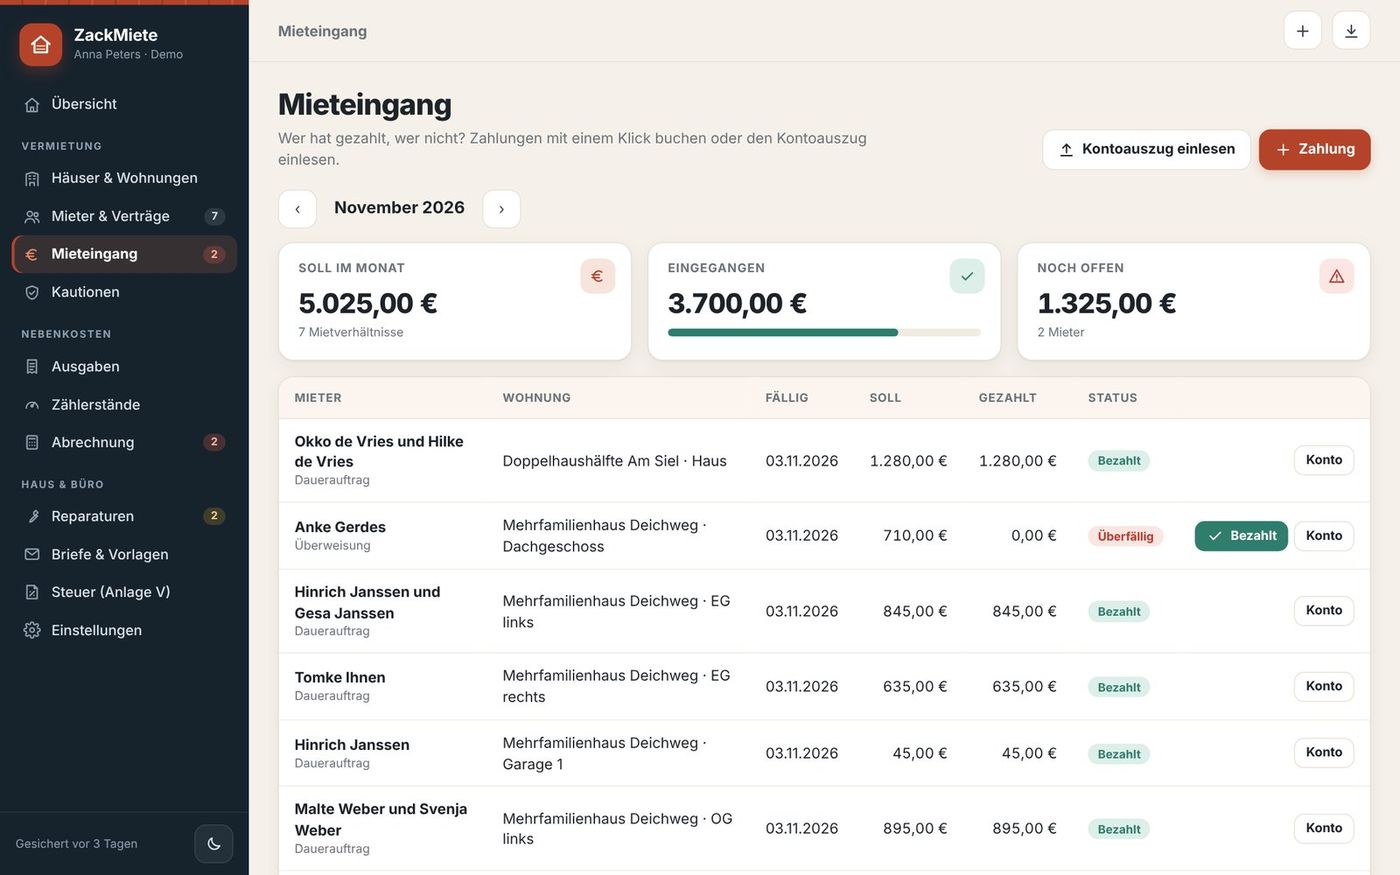 ZackMiete
Anna Peters · Demo
Übersicht
VERMIETUNG
Häuser & Wohnungen
Mieter & Verträge 7
Mieteingang 2
Kautionen
NEBENKOSTEN
Ausgaben
Zählerstände
Abrechnung 2
HAUS & BÜRO
Reparaturen 2
Briefe & Vorlagen
Steuer (Anlage V)
Einstellungen
Gesichert vor 3 Tagen
Mieteingang
Mieteingang
Wer hat gezahlt, wer nicht? Zahlungen mit einem Klick buchen oder den Kontoauszug
einlesen.
Kontoauszug einlesen
Zahlung
November 2026
SOLL IM MONAT
5.025,00 €
7 Mietverhältnisse
EINGEGANGEN
3.700,00 €
NOCH OFFEN
1.325,00 €
2 Mieter
MIETER WOHNUNG FÄLLIG SOLL GEZAHLT STATUS
Okko de Vries und Hilke
de Vries
Dauerauftrag
Doppelhaushälfte Am Siel · Haus
03.11.2026 1.280,00 € 1.280,00 € Bezahlt Konto
Anke Gerdes
Überweisung
Mehrfamilienhaus Deichweg ·
Dachgeschoss
03.11.2026 710,00 € 0,00 € Überfällig Bezahlt Konto
Hinrich Janssen und
Gesa Janssen
Dauerauftrag
Mehrfamilienhaus Deichweg · EG
links
03.11.2026 845,00 € 845,00 € Bezahlt Konto
Tomke Ihnen
Dauerauftrag
Mehrfamilienhaus Deichweg · EG
rechts
03.11.2026 635,00 € 635,00 € Bezahlt Konto
Hinrich Janssen
Dauerauftrag
Mehrfamilienhaus Deichweg ·
Garage 1
03.11.2026 45,00 € 45,00 € Bezahlt Konto
Malte Weber und Svenja
Weber
Dauerauftrag
Mehrfamilienhaus Deichweg · OG
links
03.11.2026 895,00 € 895,00 € Bezahlt Konto